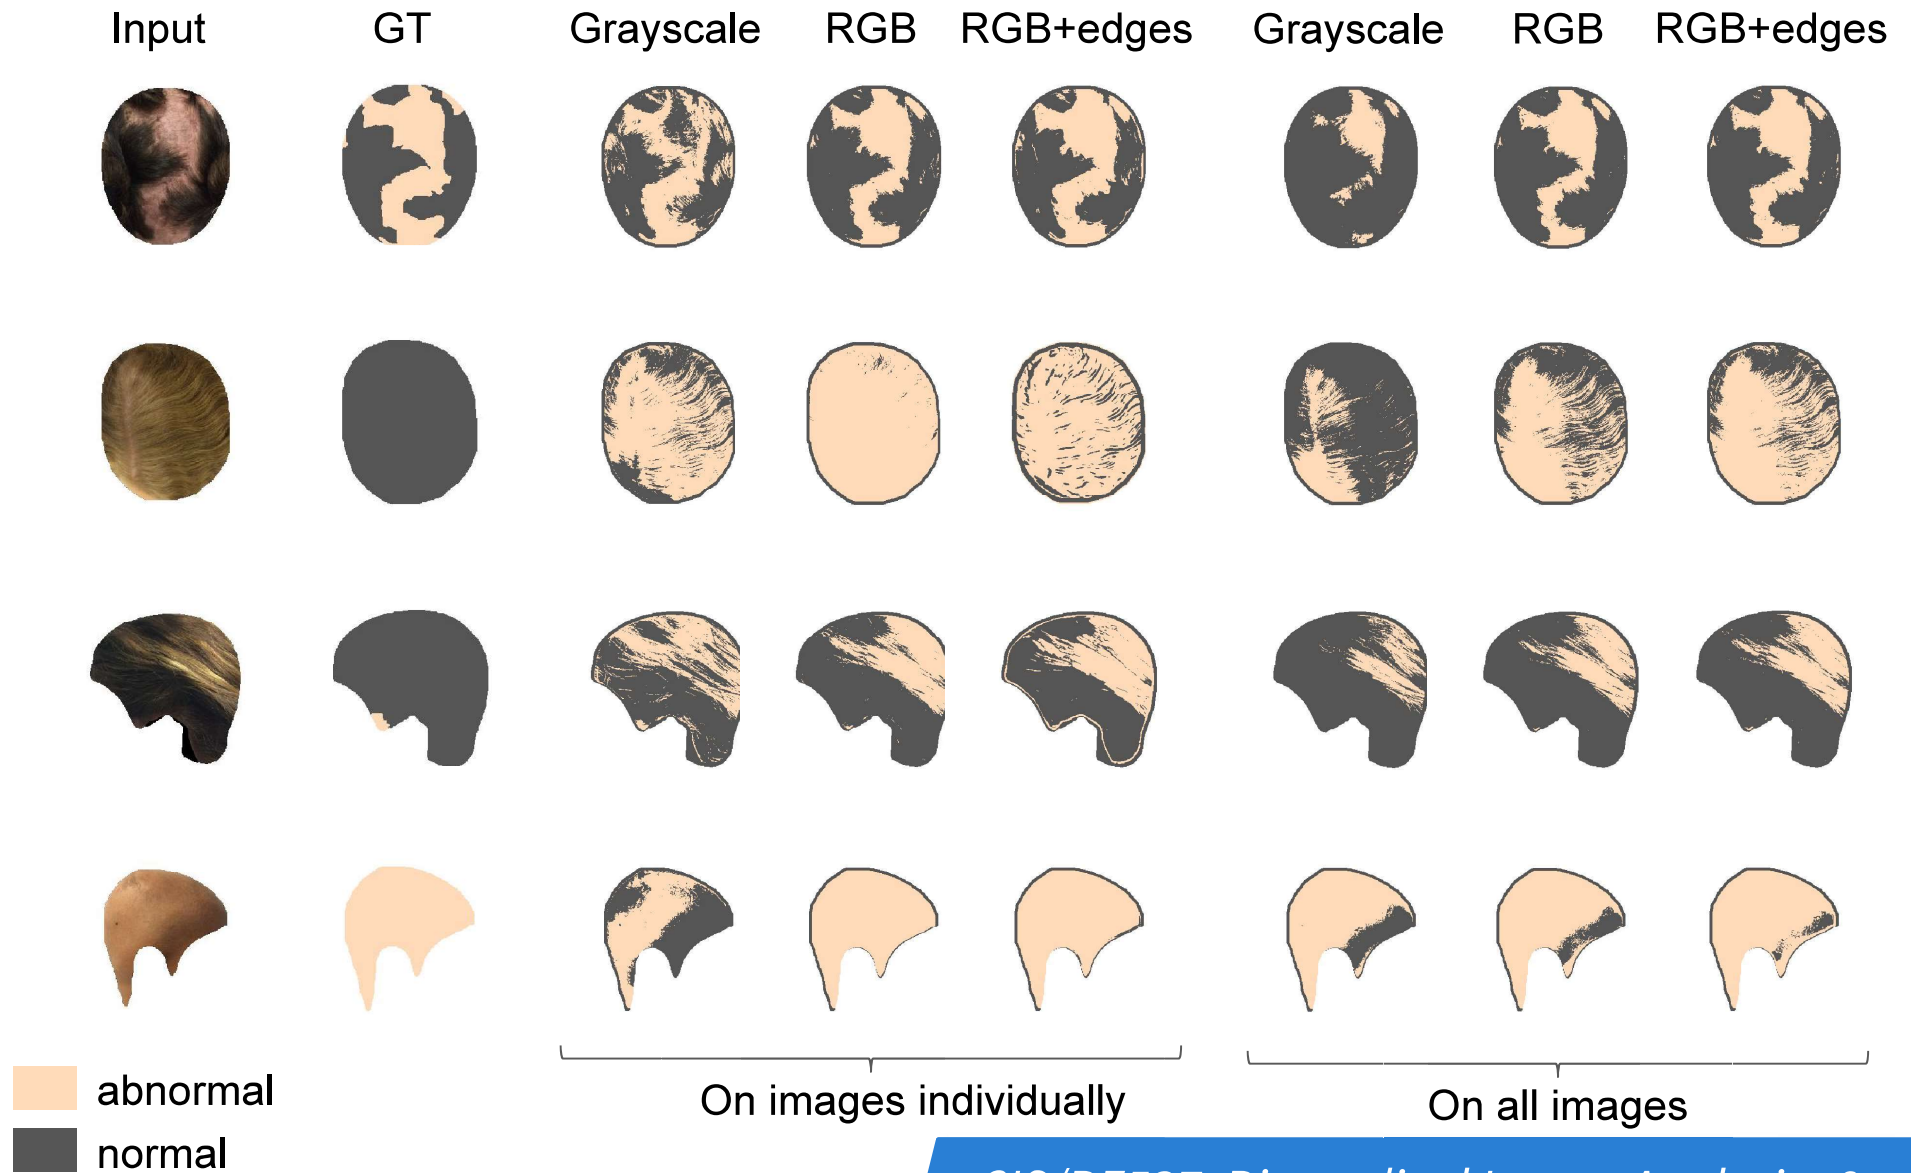 Input GT Grayscale RGB RGB+edges Grayscale RGB RGB+edges
abnormal
normal
On images individually
On all images